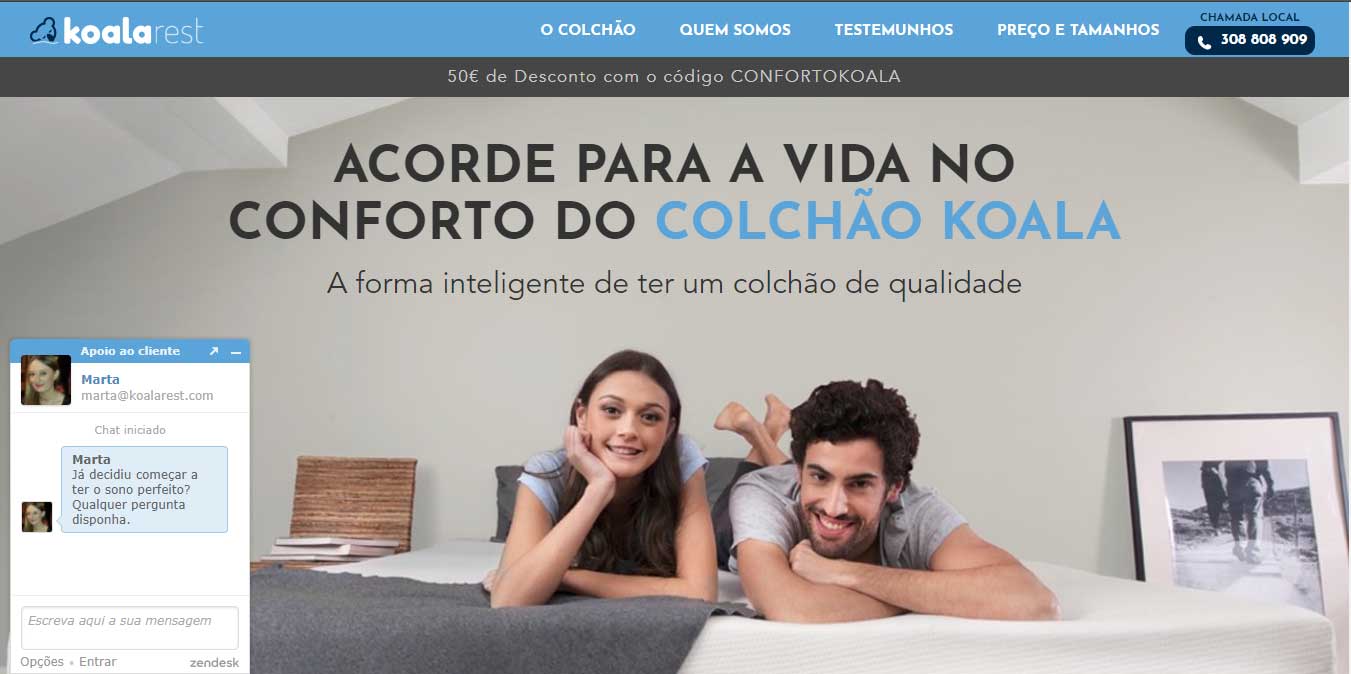 koalarest
O COLCHÃO
QUEM SOMOS
TESTEMUNHOS
PREÇO E TAMANHOS
CHAMADA LOCAL
308 808 909
50€ de Desconto com o código CONFORTOKOALA
ACORDE PARA A VIDA NO
CONFORTO DO COLCHÃO KOALA
A forma inteligente de ter um colchão de qualidade
Apoio ao cliente
Marta
marta@koalarest.com
Chat iniciado
Marta
Já decidiu começar a
ter o sono perfeito?
Qualquer pergunta
disponha.
Escreva aqui a sua mensagem
Opções • Entrar
zendesk